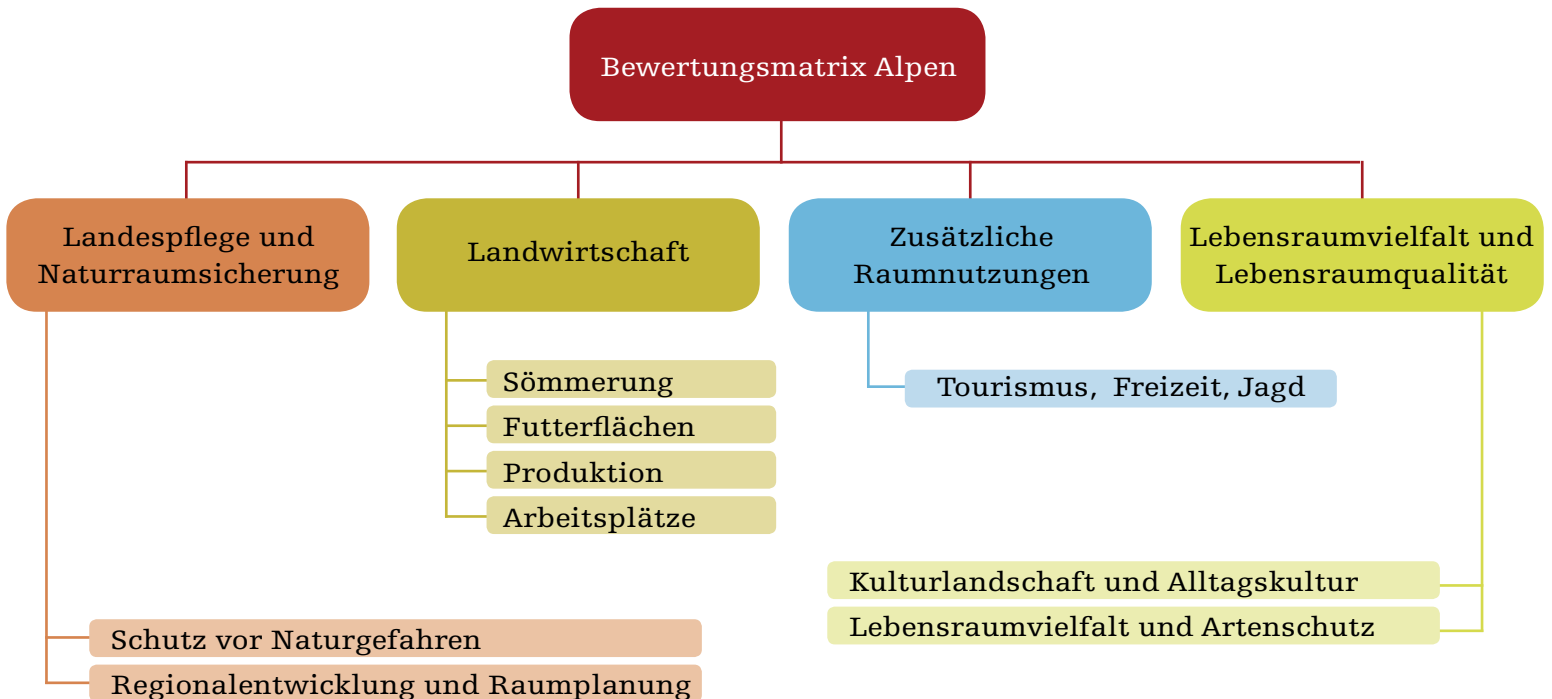 Bewertungsmatrix Alpen
Landespflege und
Naturraumsicherung
Landwirtschaft
Zusätzliche
Raumnutzungen
Lebensraumvielfalt und
Lebensraumqualität
Sömmerung
Futterflächen
Produktion
Arbeitsplätze
Tourismus, Freizeit, Jagd
Kulturlandschaft und Alltagskultur
Lebensraumvielfalt und Artenschutz
Schutz vor Naturgefahren
Regionalentwicklung und Raumplanung